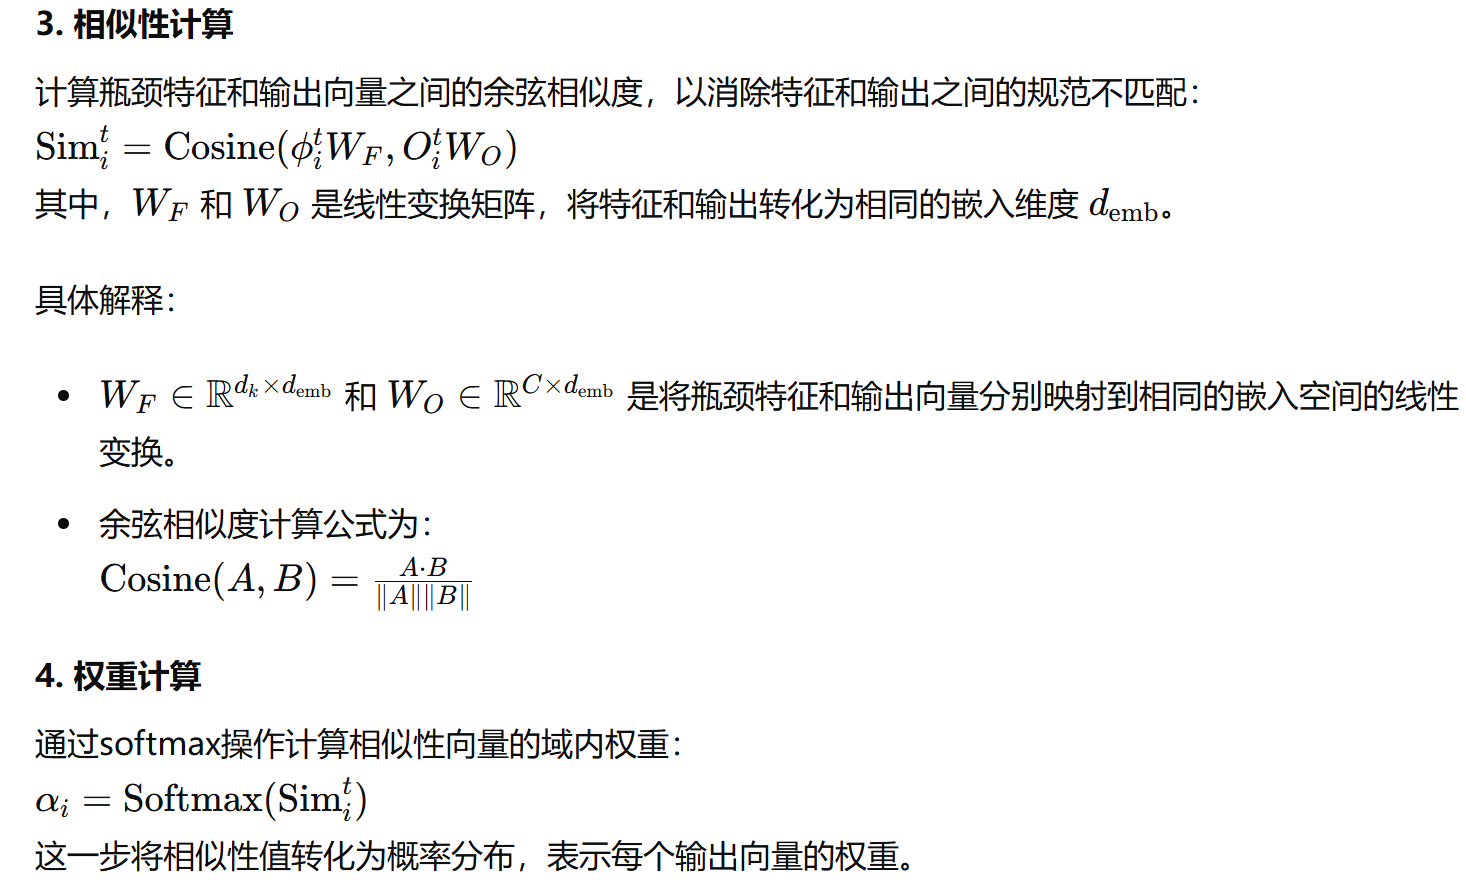 3. 相似性计算
计算瓶颈特征和输出向量之间的余弦相似度，以消除特征和输出之间的规范不匹配：
$\text{Sim}_i^t = \text{Cosine}(\phi_i^t W_F, O_i^t W_O)$
其中，$W_F$ 和 $W_O$ 是线性变换矩阵，将特征和输出转化为相同的嵌入维度 $d_{\text{emb}}$。
具体解释：
• $W_F \in \mathbb{R}^{d_k \times d_{\text{emb}}}$ 和 $W_O \in \mathbb{R}^{C \times d_{\text{emb}}}$ 是将瓶颈特征和输出向量分别映射到相同的嵌入空间的线性
变换。
• 余弦相似度计算公式为：
$\text{Cosine}(A, B) = \frac{A \cdot B}{\|A\|\|B\|}$
4. 权重计算
通过softmax操作计算相似性向量的域内权重：
$\alpha_i = \text{Softmax}(\text{Sim}_i^t)$
这一步将相似性值转化为概率分布，表示每个输出向量的权重。